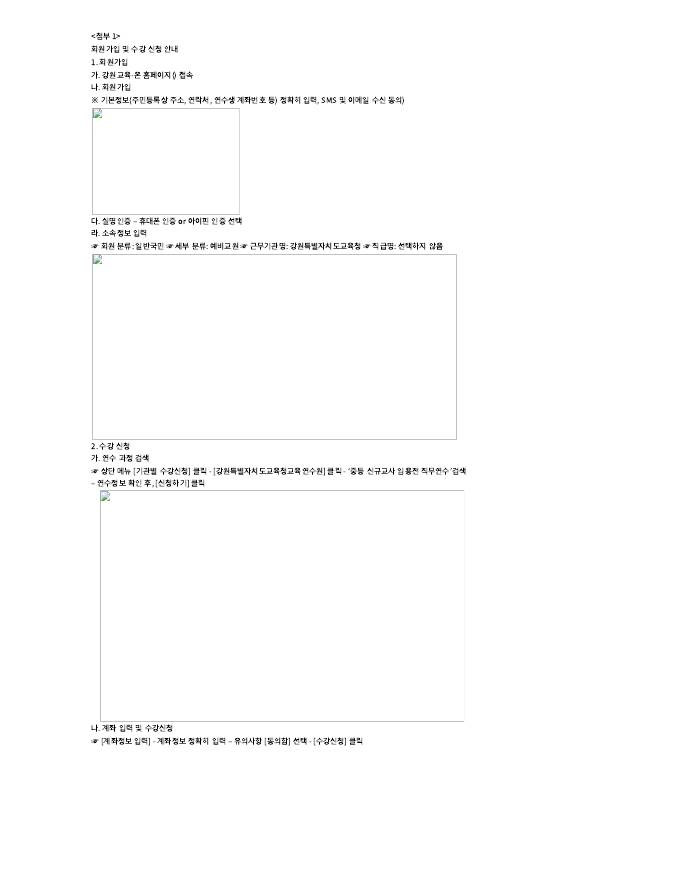 <첨부 1>
회원가입 및 수강 신청 안내
1. 회원가입
가. 강원교육-온 홈페이지() 접속
나. 회원가입
※ 기본정보(주민등록상 주소, 연락처, 연수생 계좌번호 등) 정확히 입력, SMS 및 이메일 수신 동의)
다. 실명인증 – 휴대폰 인증 or 아이핀 인증 선택
라. 소속정보 입력
☞ 회원 분류: 일반국민 ☞ 세부 분류: 예비교원 ☞ 근무기관명: 강원특별자치도교육청 ☞ 직급명: 선택하지 않음
2. 수강 신청
가. 연수 과정 검색
☞ 상단 메뉴 [기관별 수강신청] 클릭 - [강원특별자치도교육청교육연수원] 클릭 - ‘중등 신규교사 임용전 직무연수’ 검색
– 연수정보 확인 후, [신청하기] 클릭
나. 계좌 입력 및 수강신청
☞ [계좌정보 입력] - 계좌정보 정확히 입력 – 유의사항 [동의함] 선택 - [수강신청] 클릭